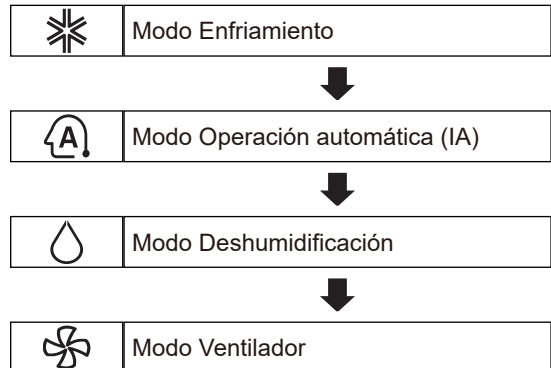 Modo Enfriamiento
A
Modo Operación automática (IA)
Modo Deshumidificación
Modo Ventilador